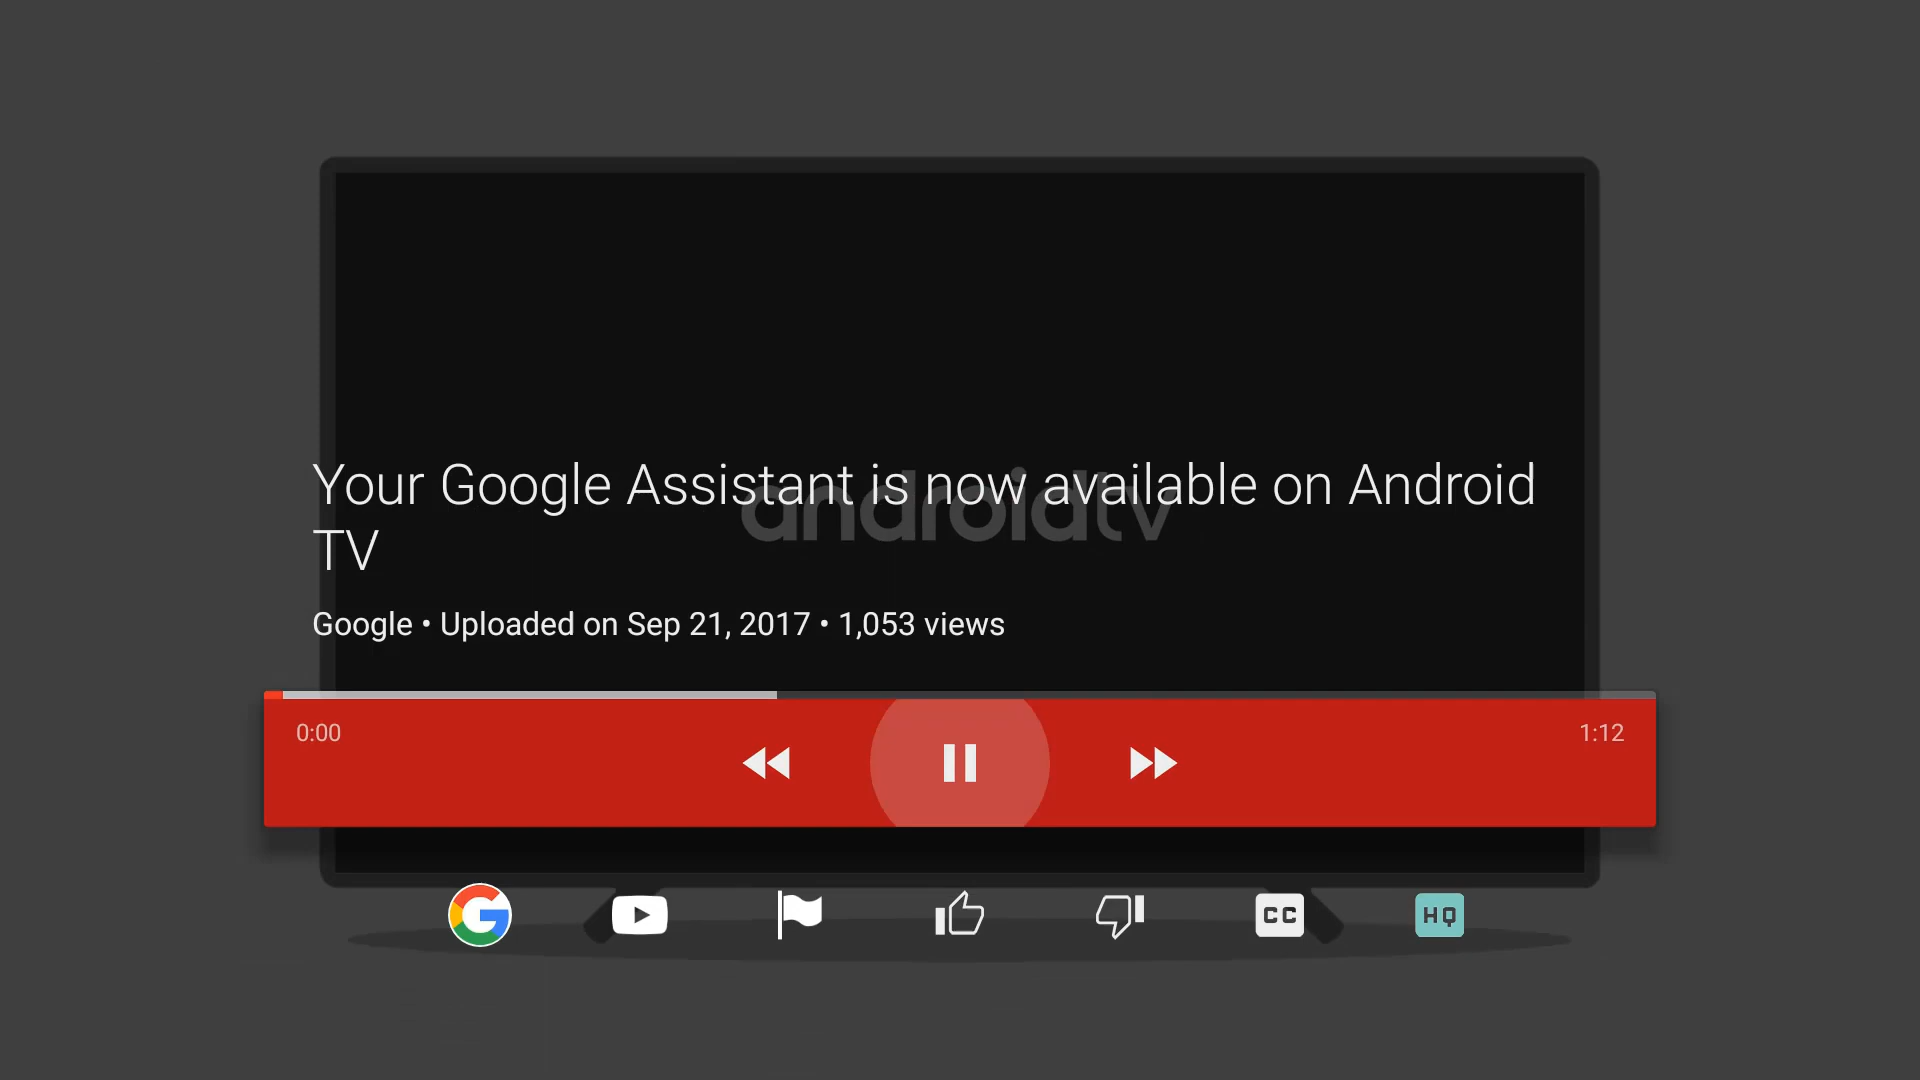 Your Google Assistant is now available on Android
TV
androidtv
Google • Uploaded on Sep 21, 2017 • 1,053 views
0:00
1:12
G
CC
HQ